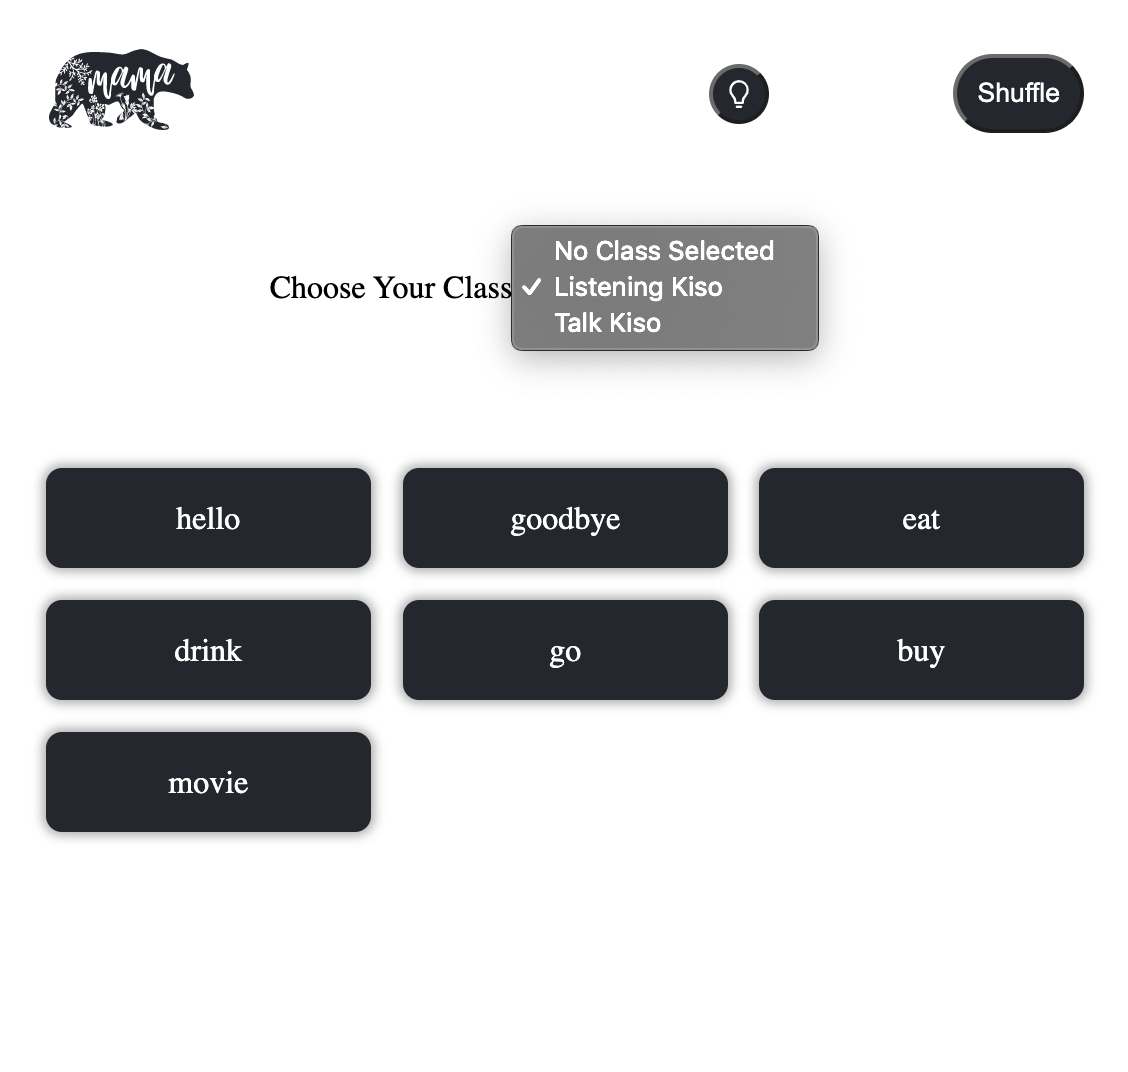 mama
Shuffle
Choose Your Class
No Class Selected
Listening Kiso
Talk Kiso
hello
goodbye
eat
drink
go
buy
movie